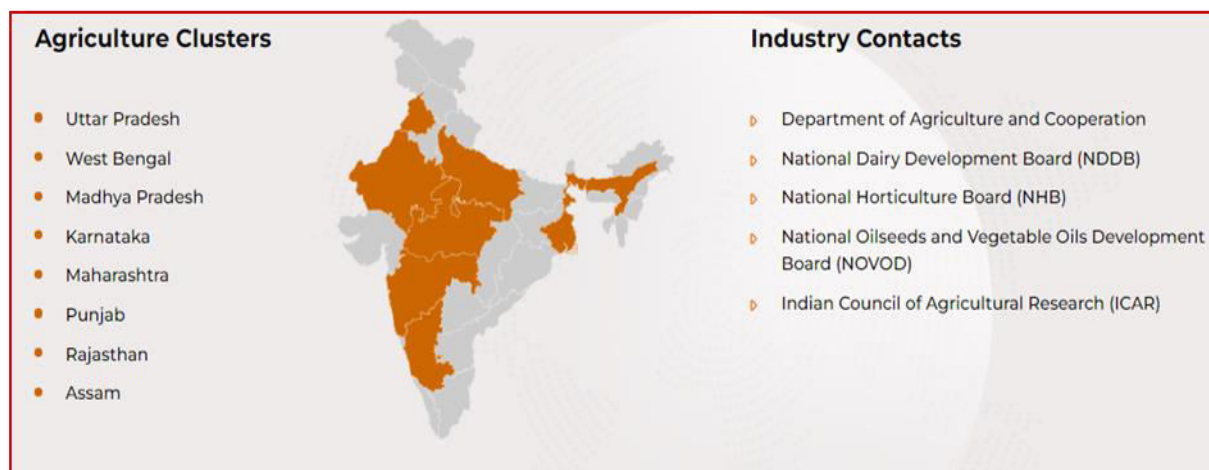 Agriculture Clusters
Uttar Pradesh
West Bengal
Madhya Pradesh
Karnataka
Maharashtra
Punjab
Rajasthan
Assam
Industry Contacts
Department of Agriculture and Cooperation
National Dairy Development Board (NDDB)
National Horticulture Board (NHB)
National Oilseeds and Vegetable Oils Development
Board (NOVOD)
Indian Council of Agricultural Research (ICAR)